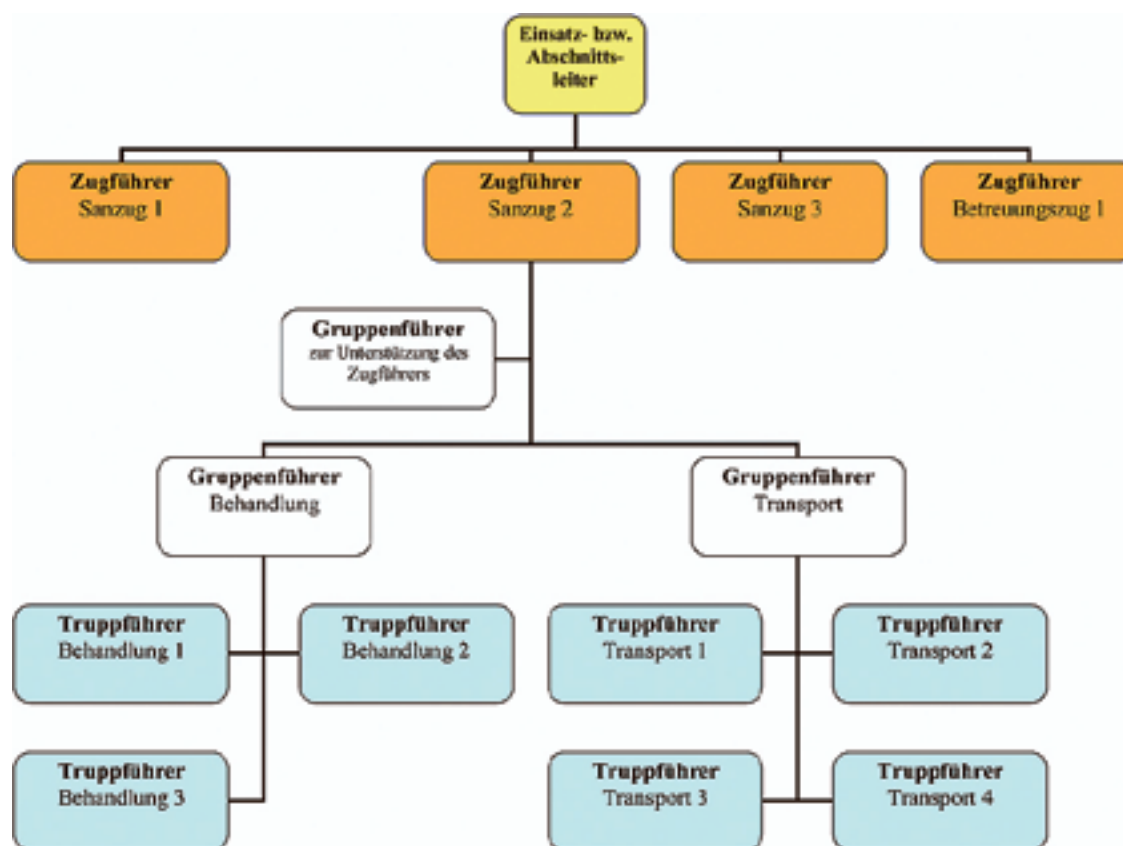 Einsatz- bzw.
Abschnitts-
leiter
Zugführer
Sanzug 1
Zugführer
Sanzug 2
Zugführer
Sanzug 3
Zugführer
Betreuungszug 1
Gruppenführer
zur Unterstützung des
Zugführers
Gruppenführer
Behandlung
Gruppenführer
Transport
Truppführer
Behandlung 1
Truppführer
Behandlung 2
Truppführer
Transport 1
Truppführer
Transport 2
Truppführer
Behandlung 3
Truppführer
Transport 3
Truppführer
Transport 4